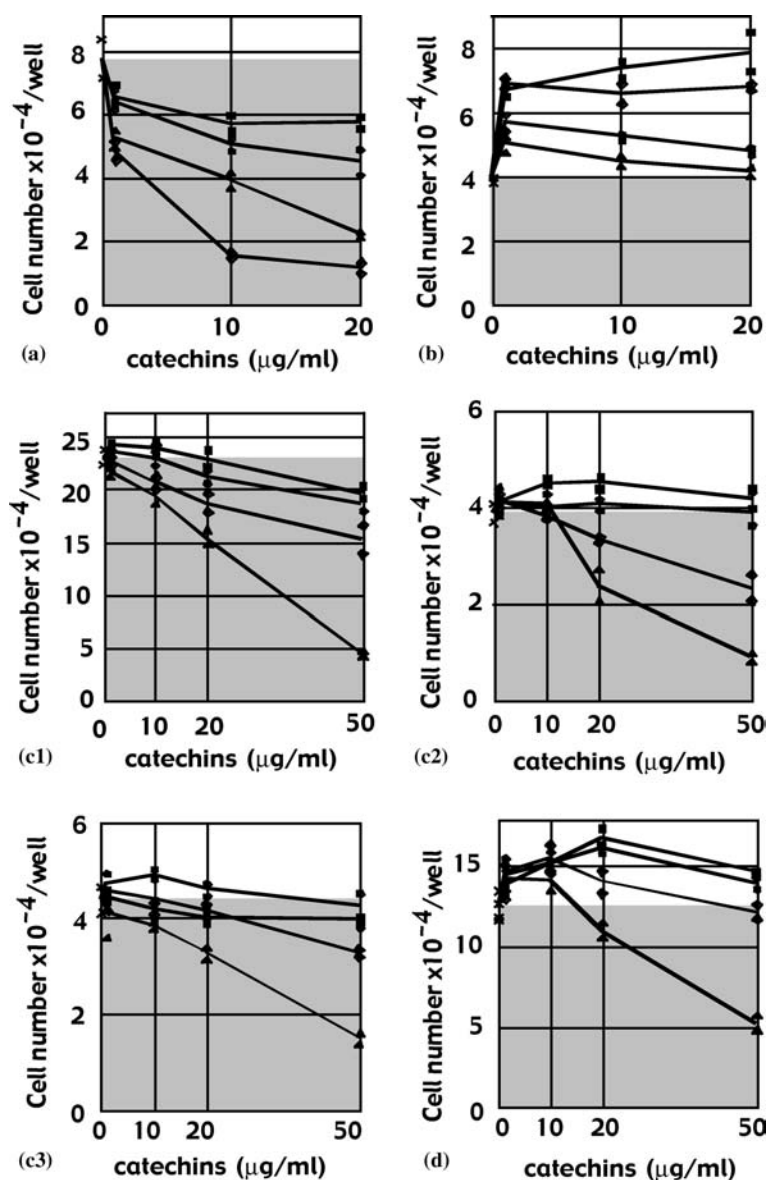 Cell number x10⁻⁴/well
8
6
4
2
0
0 10 20
(a)
catechins (μg/ml)
Cell number x10⁻⁴/well
8
6
4
2
0
0 10 20
(b)
catechins (μg/ml)
Cell number x10⁻⁴/well
25
20
15
10
5
0
0 10 20 50
(c1)
catechins (μg/ml)
Cell number x10⁻⁴/well
6
4
2
0
0 10 20 50
(c2)
catechins (μg/ml)
Cell number x10⁻⁴/well
6
4
2
0
0 10 20 50
(c3)
catechins (μg/ml)
Cell number x10⁻⁴/well
15
10
5
0
0 10 20 50
(d)
catechins (μg/ml)